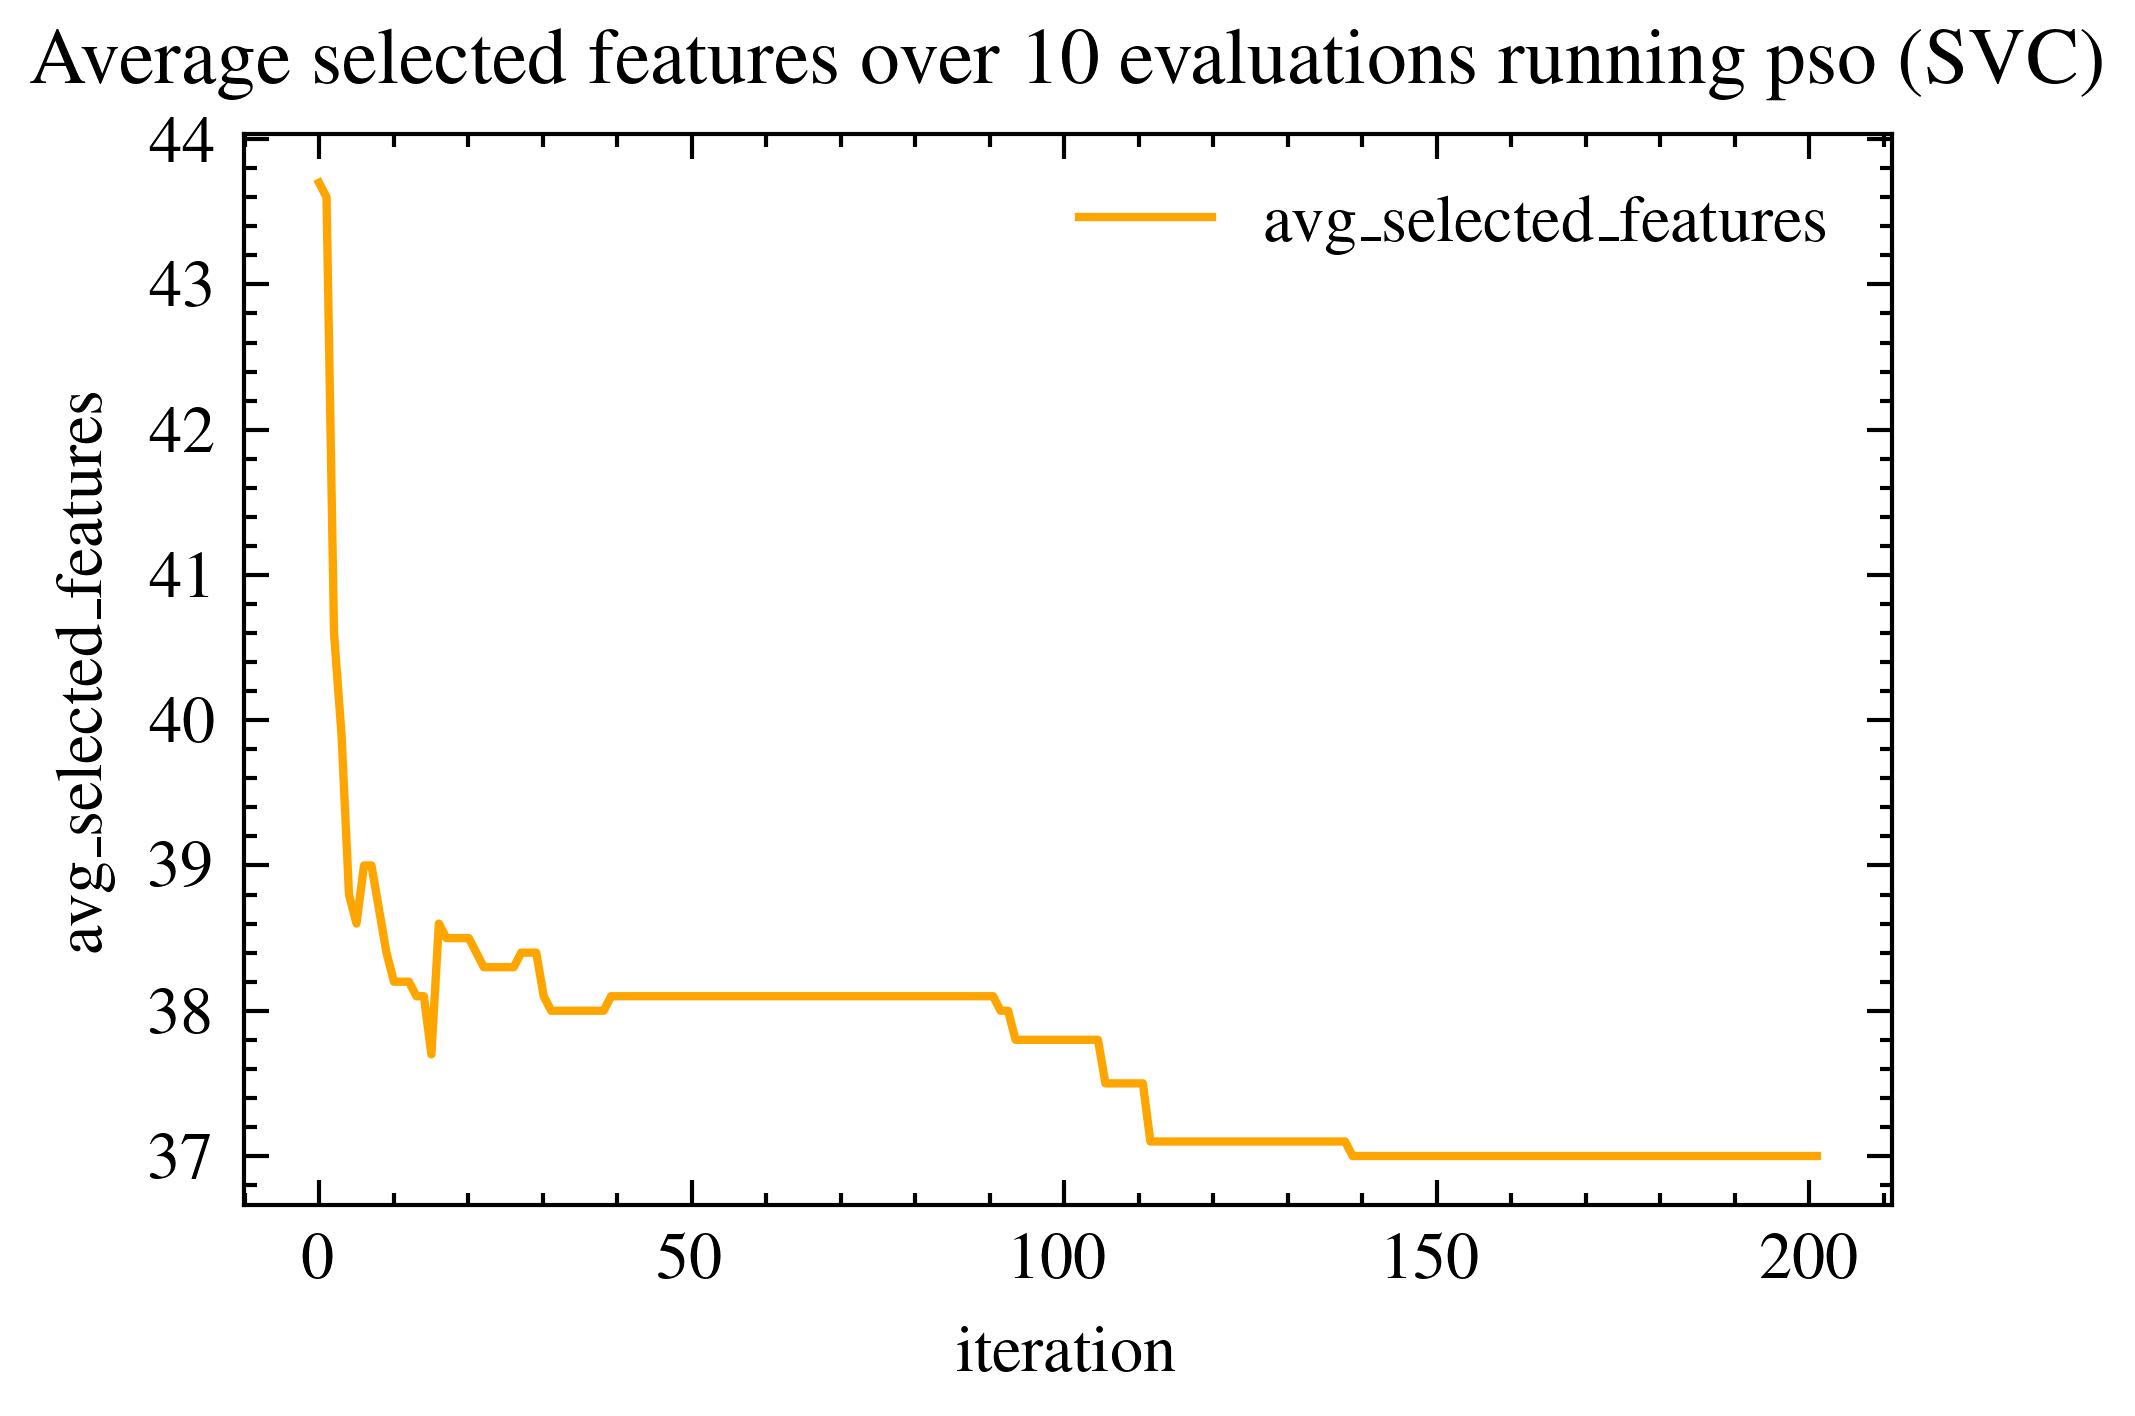 Average selected features over 10 evaluations running pso (SVC)
avg_selected_features
44
43
42
41
40
39
38
37
avg_selected_features
0 50 100 150 200
iteration